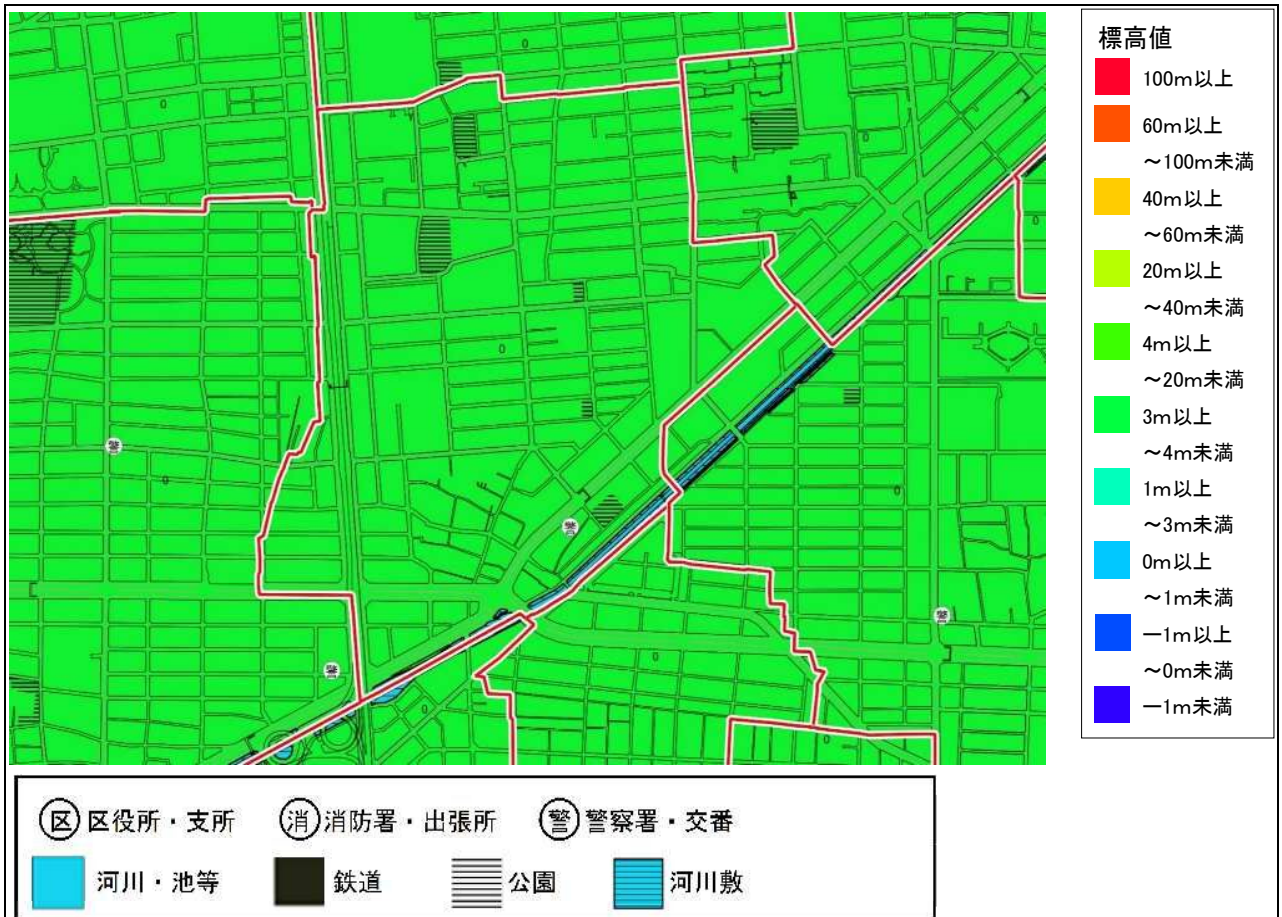 標高値
100m以上
60m以上
～100m未満
40m以上
～60m未満
20m以上
～40m未満
4m以上
～20m未満
3m以上
～4m未満
1m以上
～3m未満
0m以上
～1m未満
－1m以上
～0m未満
－1m未満
警
警
警
警
区 区役所・支所 消 消防署・出張所 警 警察署・交番
河川・池等 鉄道 公園 河川敷